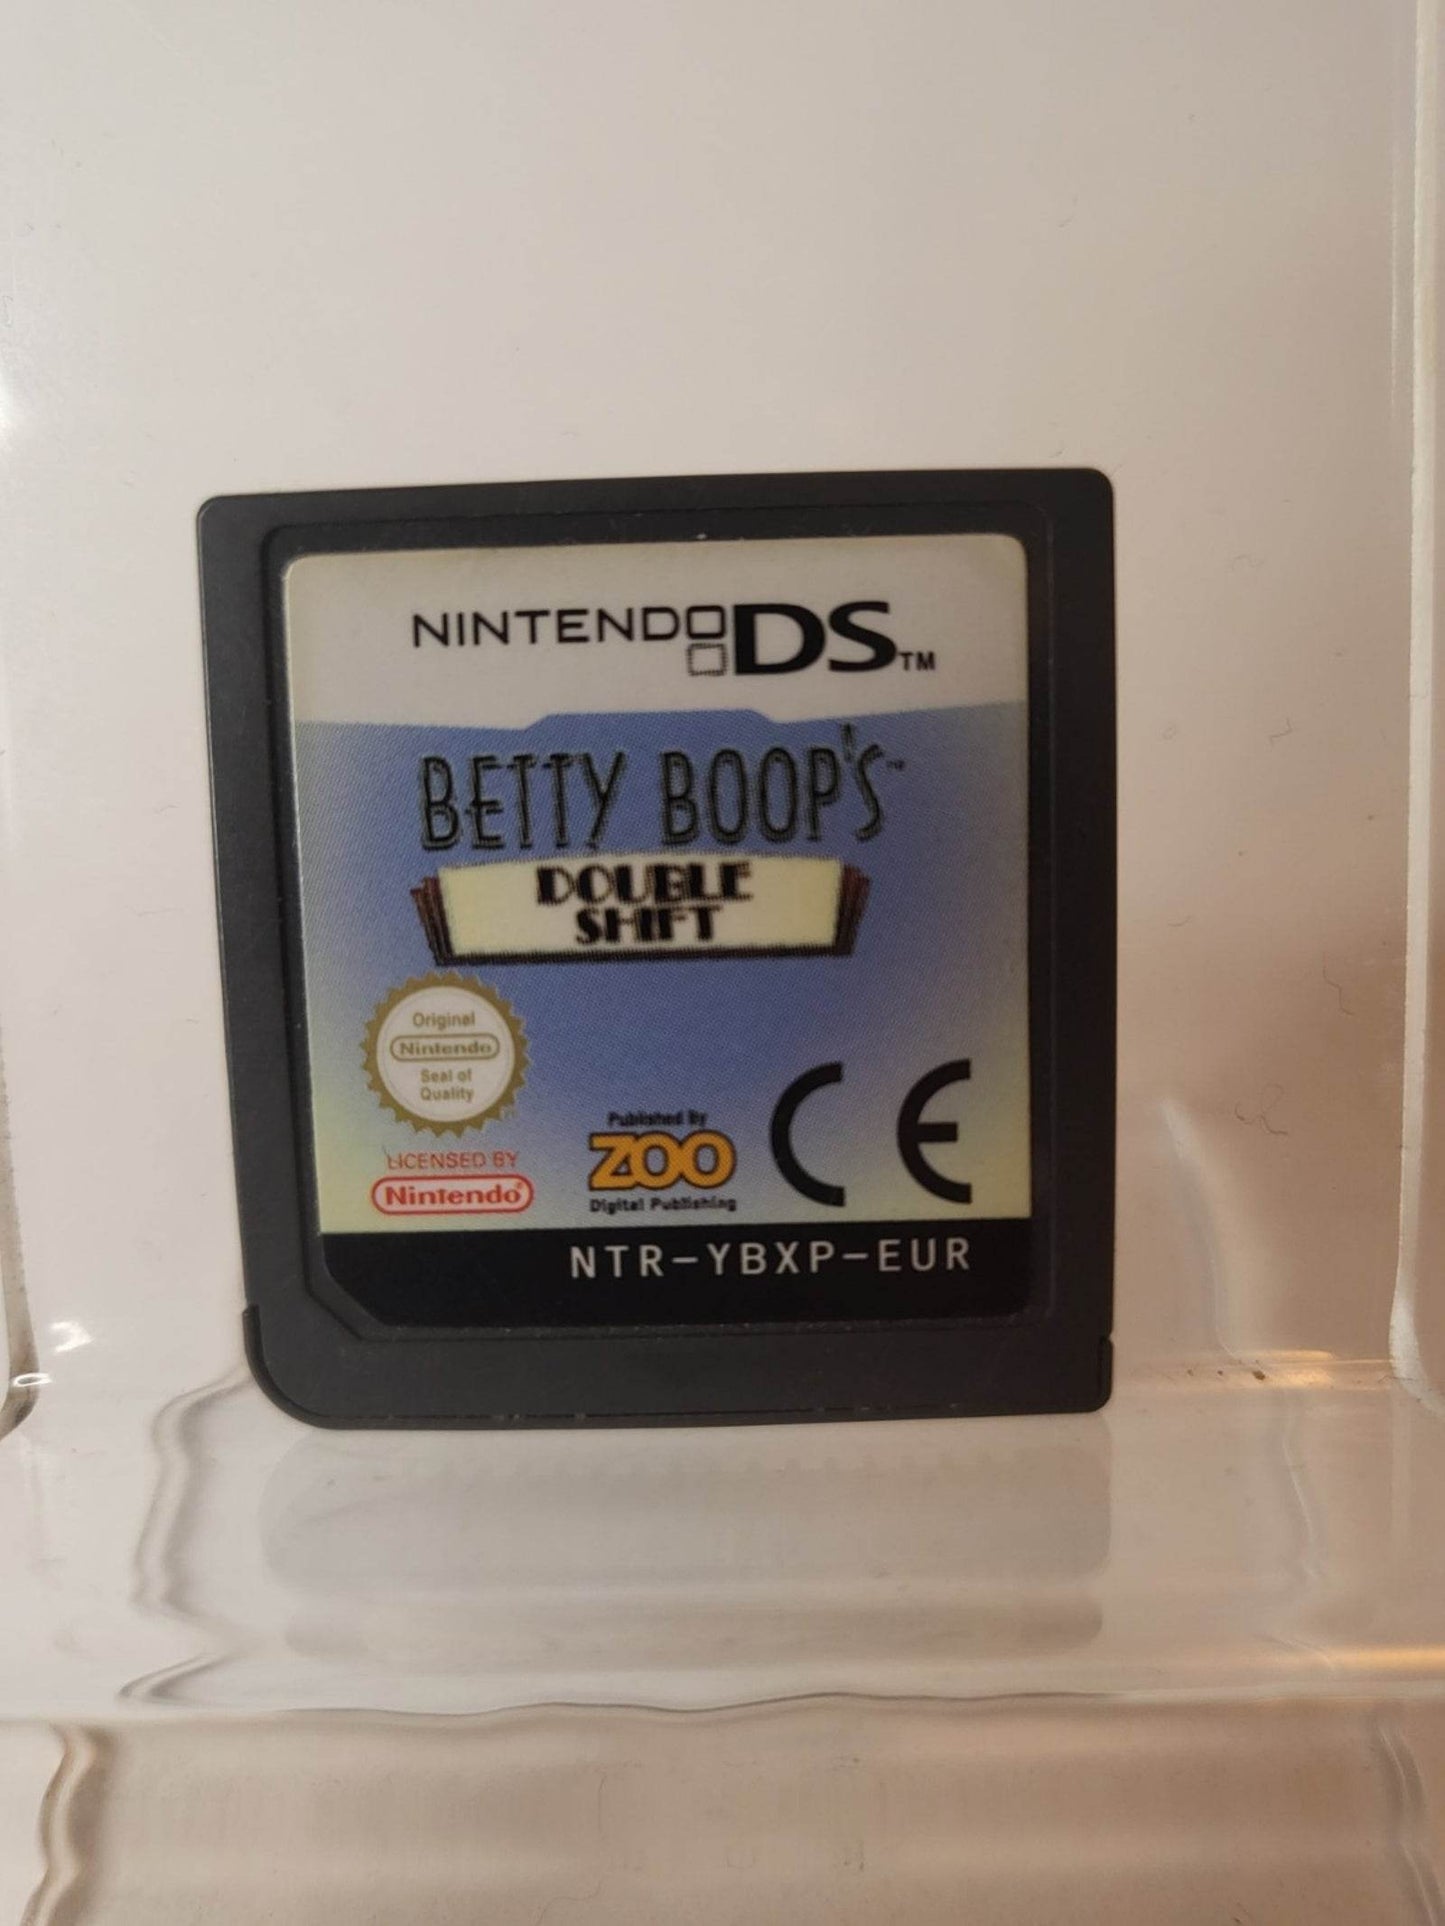 NINTENDO DS™
BETTY BOOP'S™
DOUBLE
SHIFT
Original
Nintendo
Seal of
Quality
LICENSED BY
Nintendo®
Published By
ZOO
Digital Publishing
CE
NTR-YBXP-EUR